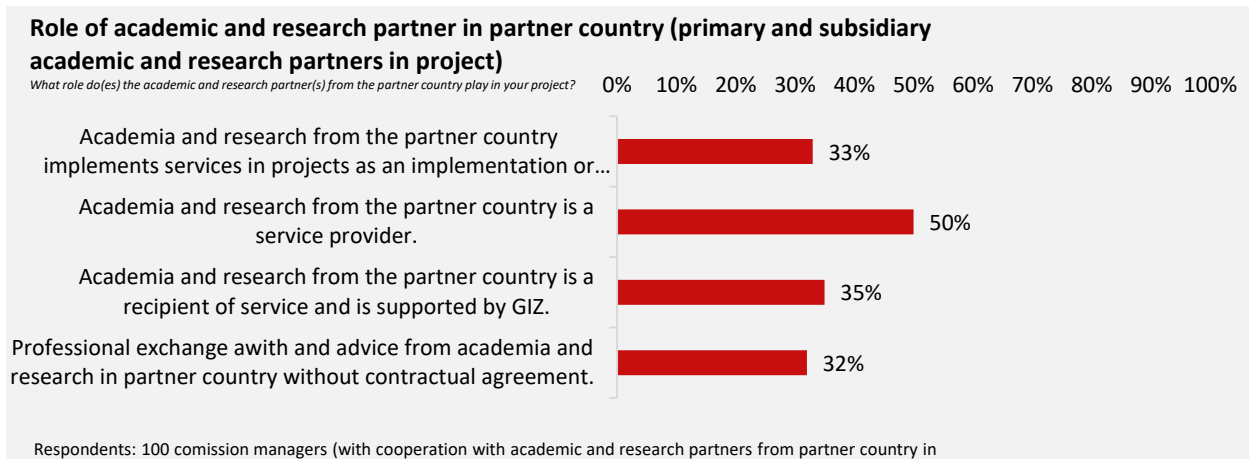 Role of academic and research partner in partner country (primary and subsidiary
academic and research partners in project)
What role do(es) the academic and research partner(s) from the partner country play in your project?
0% 10% 20% 30% 40% 50% 60% 70% 80% 90% 100%
Academia and research from the partner country
implements services in projects as an implementation or…
33%
Academia and research from the partner country is a
service provider.
50%
Academia and research from the partner country is a
recipient of service and is supported by GIZ.
35%
Professional exchange awith and advice from academia and
research in partner country without contractual agreement.
32%
Respondents: 100 comission managers (with cooperation with academic and research partners from partner country in